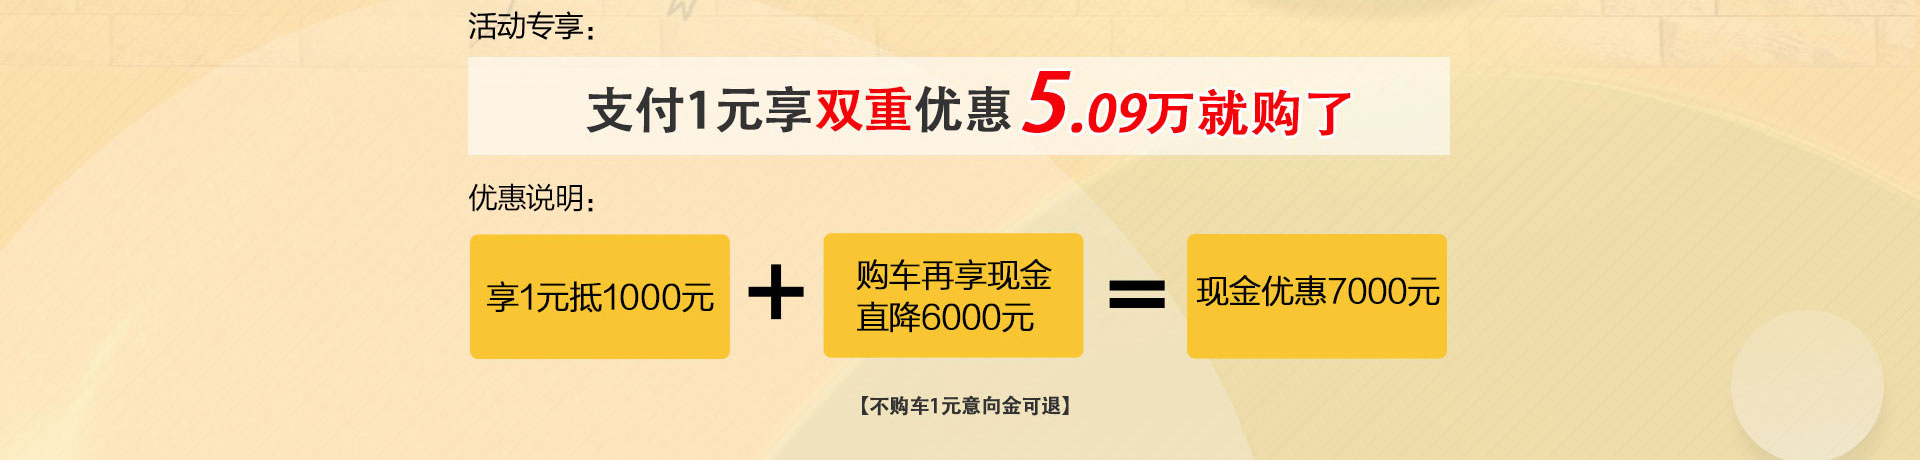 活动专享：
支付1元享双重优惠5.09万就购了
优惠说明：
享1元抵1000元
+
购车再享现金
直降6000元
=
现金优惠7000元
【不购车1元意向金可退】